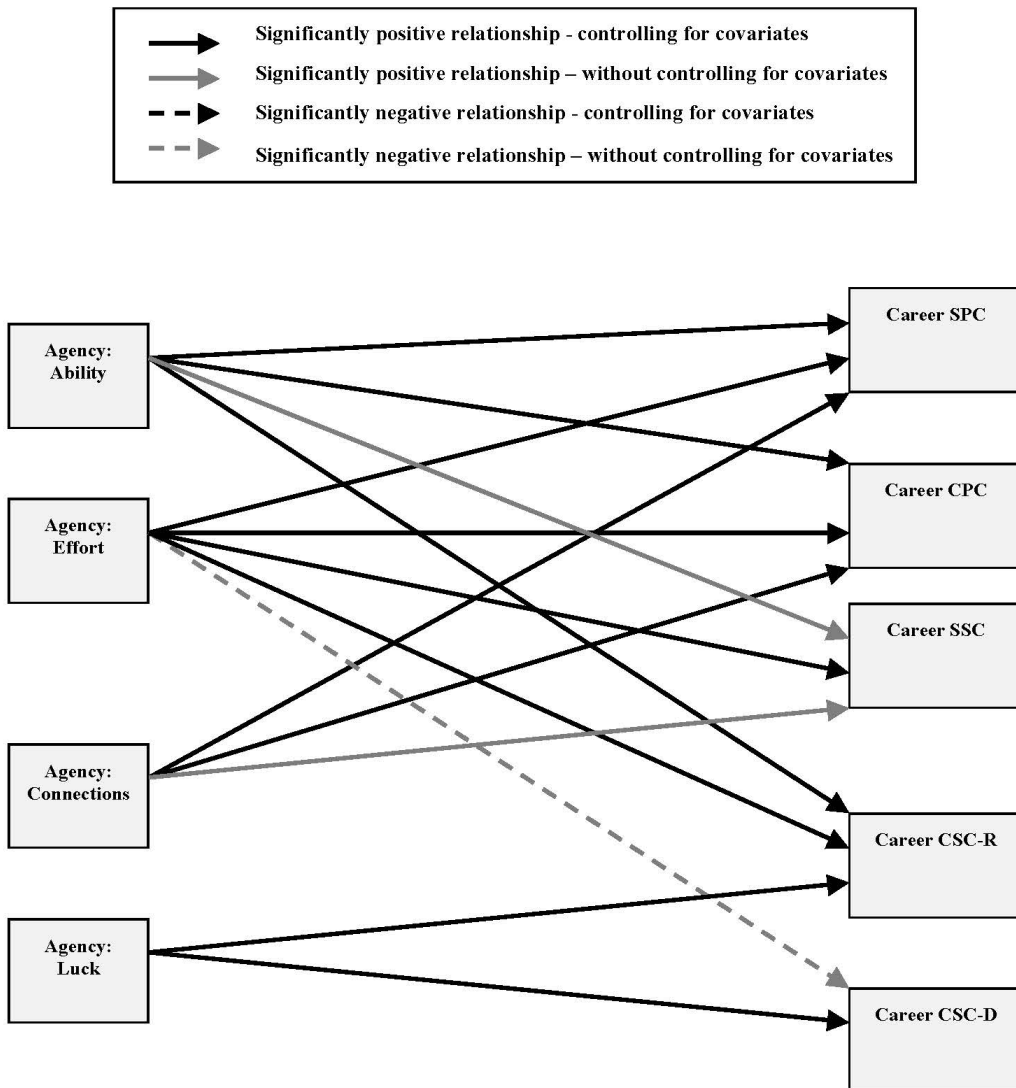 Significantly positive relationship - controlling for covariates
Significantly positive relationship – without controlling for covariates
Significantly negative relationship - controlling for covariates
Significantly negative relationship – without controlling for covariates
Career SPC
Agency:
Ability
Career CPC
Agency:
Effort
Career SSC
Agency:
Connections
Career CSC-R
Agency:
Luck
Career CSC-D